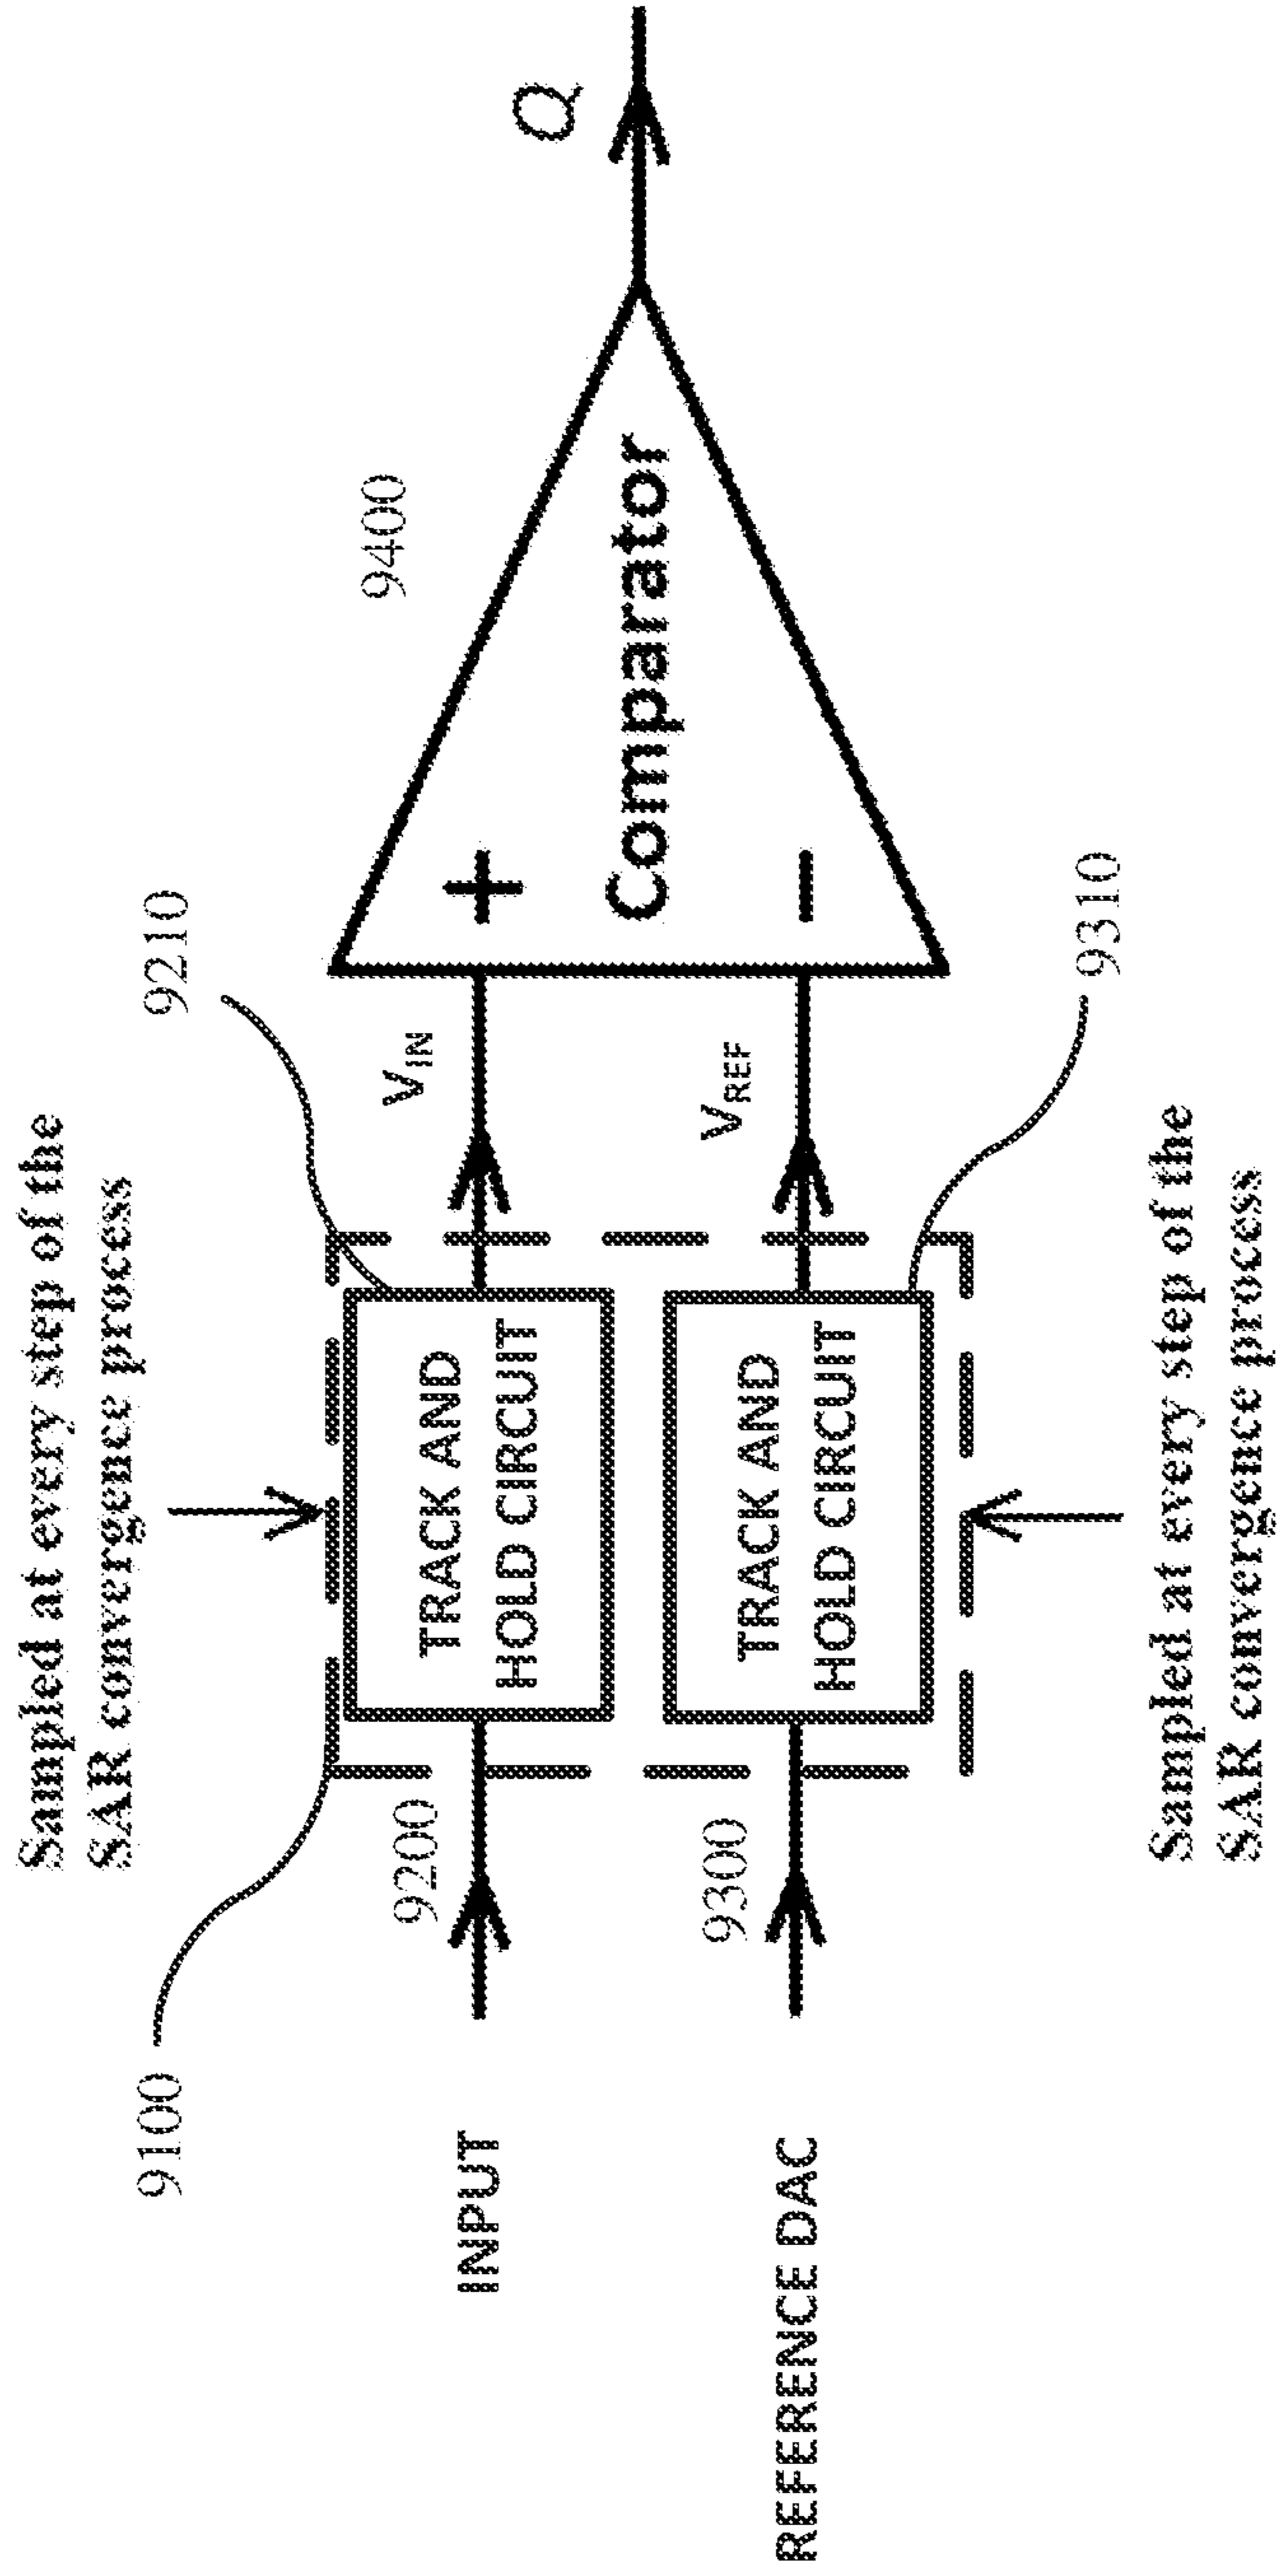 Sampled at every step of the
SAR convergence process
9100
9210
9400
INPUT
9200
TRACK AND
HOLD CIRCUIT
V_IN
+
Comparator
Q
REFERENCE DAC
9300
TRACK AND
HOLD CIRCUIT
V_REF
−
9310
Sampled at every step of the
SAR convergence process